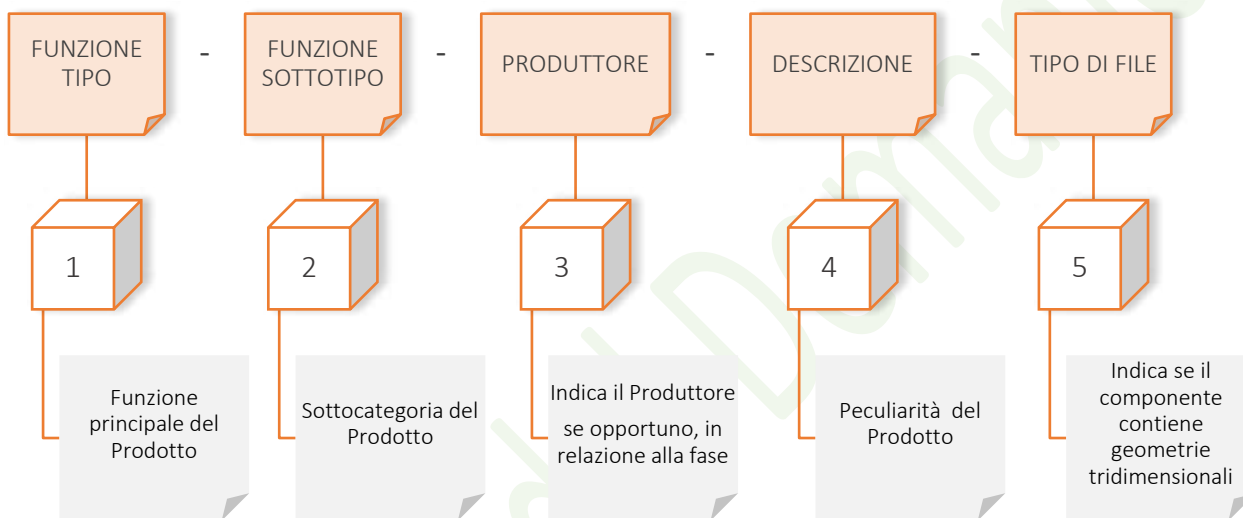 FUNZIONE
TIPO
-
FUNZIONE
SOTTOTIPO
-
PRODUTTORE
-
DESCRIZIONE
-
TIPO DI FILE
1
2
3
4
5
Funzione
principale del
Prodotto
Sottocategoria del
Prodotto
Indica il Produttore
se opportuno, in
relazione alla fase
Peculiarità del
Prodotto
Indica se il
componente
contiene
geometrie
tridimensionali